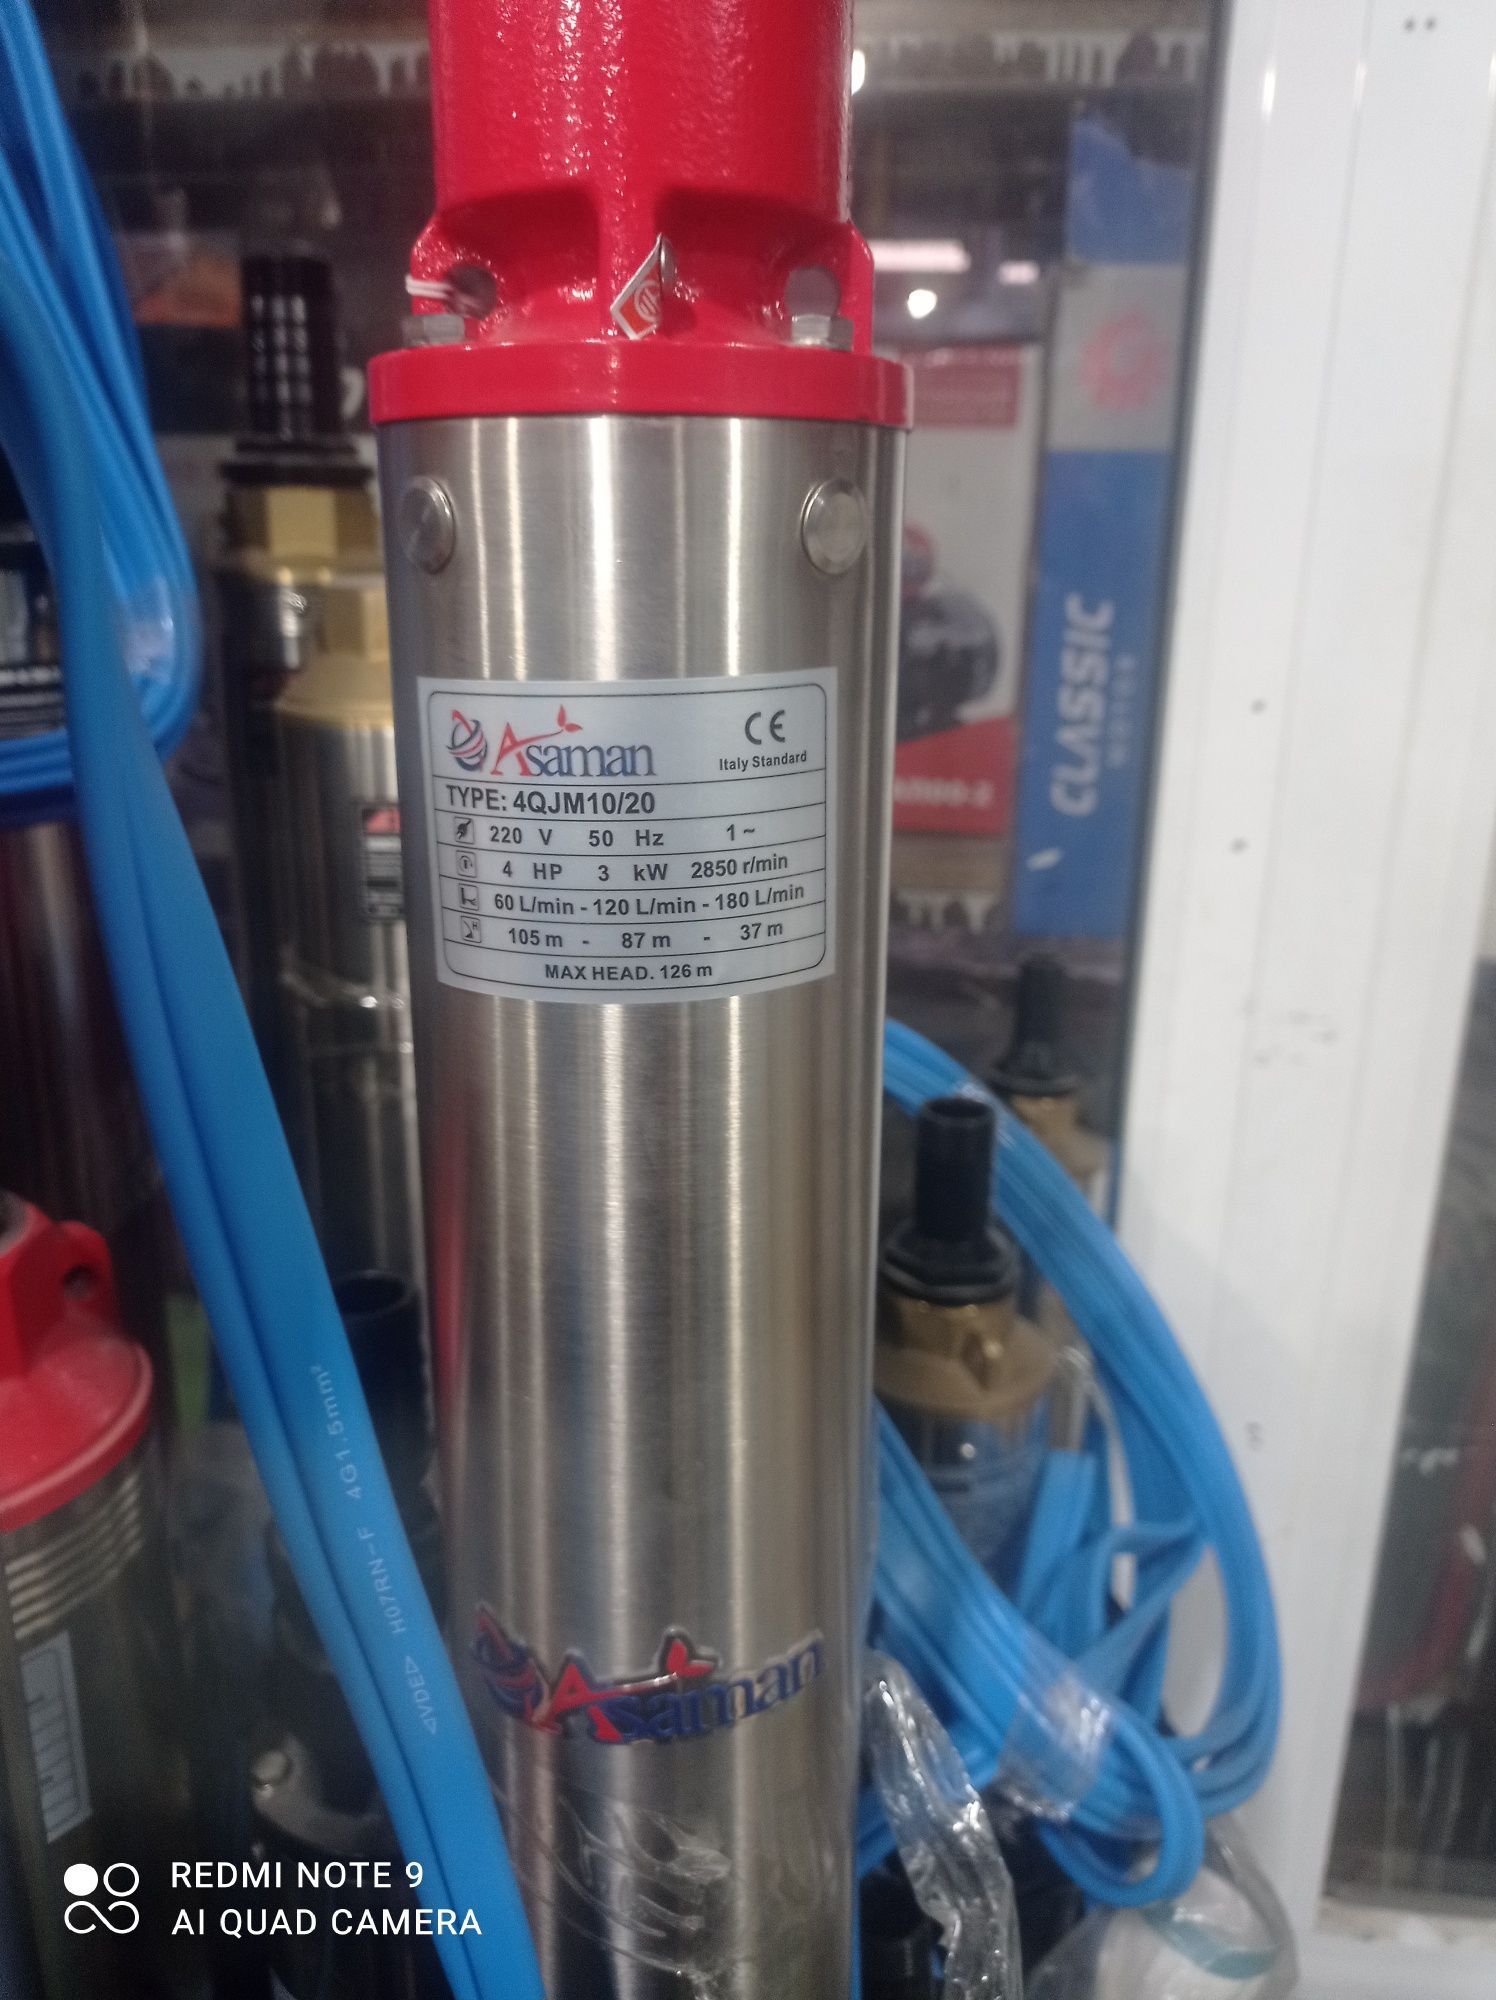 Asaman
CE
Italy Standard
TYPE: 4QJM10/20
220 V 50 Hz 1 ~
4 HP 3 kW 2850 r/min
60 L/min - 120 L/min - 180 L/min
105 m - 87 m - 37 m
MAX HEAD. 126 m
CLASSIC
MOTORS
4G1.5mm²
H07RN-F
◁VDE▷
Asaman
REDMI NOTE 9
AI QUAD CAMERA